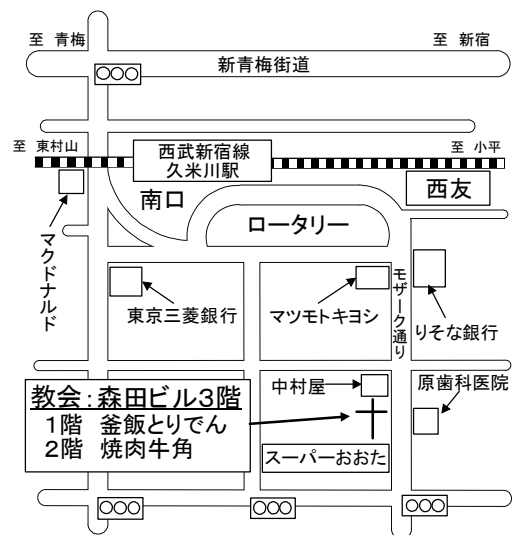 至 青梅
至 新宿
新青梅街道
至 東村山
西武新宿線
久米川駅
至 小平
南口
西友
ロータリー
マクドナルド
東京三菱銀行
マツモトキヨシ
モザーク通り
りそな銀行
教会:森田ビル3階
1階 釜飯とりでん
2階 焼肉牛角
中村屋
原歯科医院
スーパーおおた